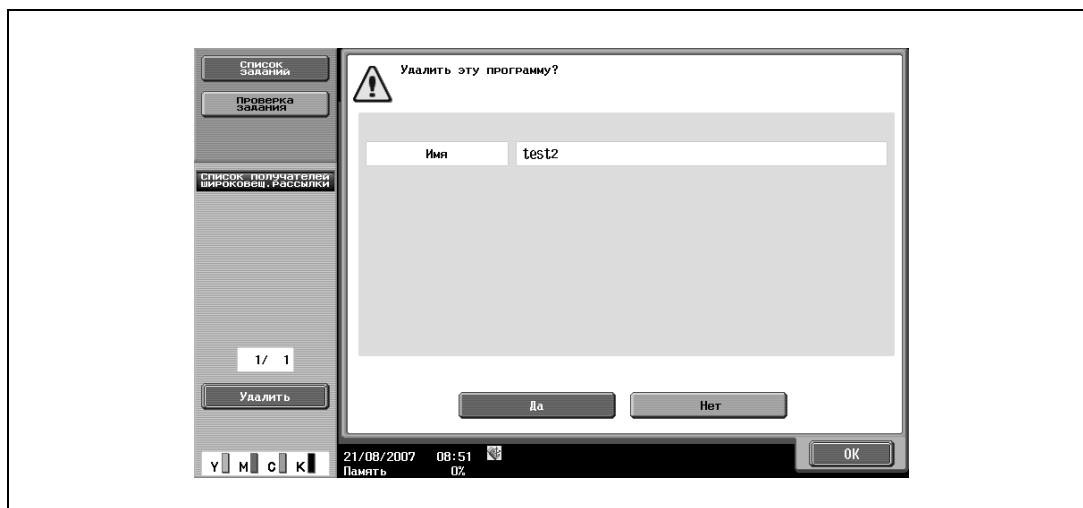 Список
заданий
Проверка
задания
Список получателей
широковещ.рассылки
1/ 1
Удалить
Y M C K
Удалить эту программу?
Имя test2
Да Нет
21/08/2007 08:51
Память 0%
OK